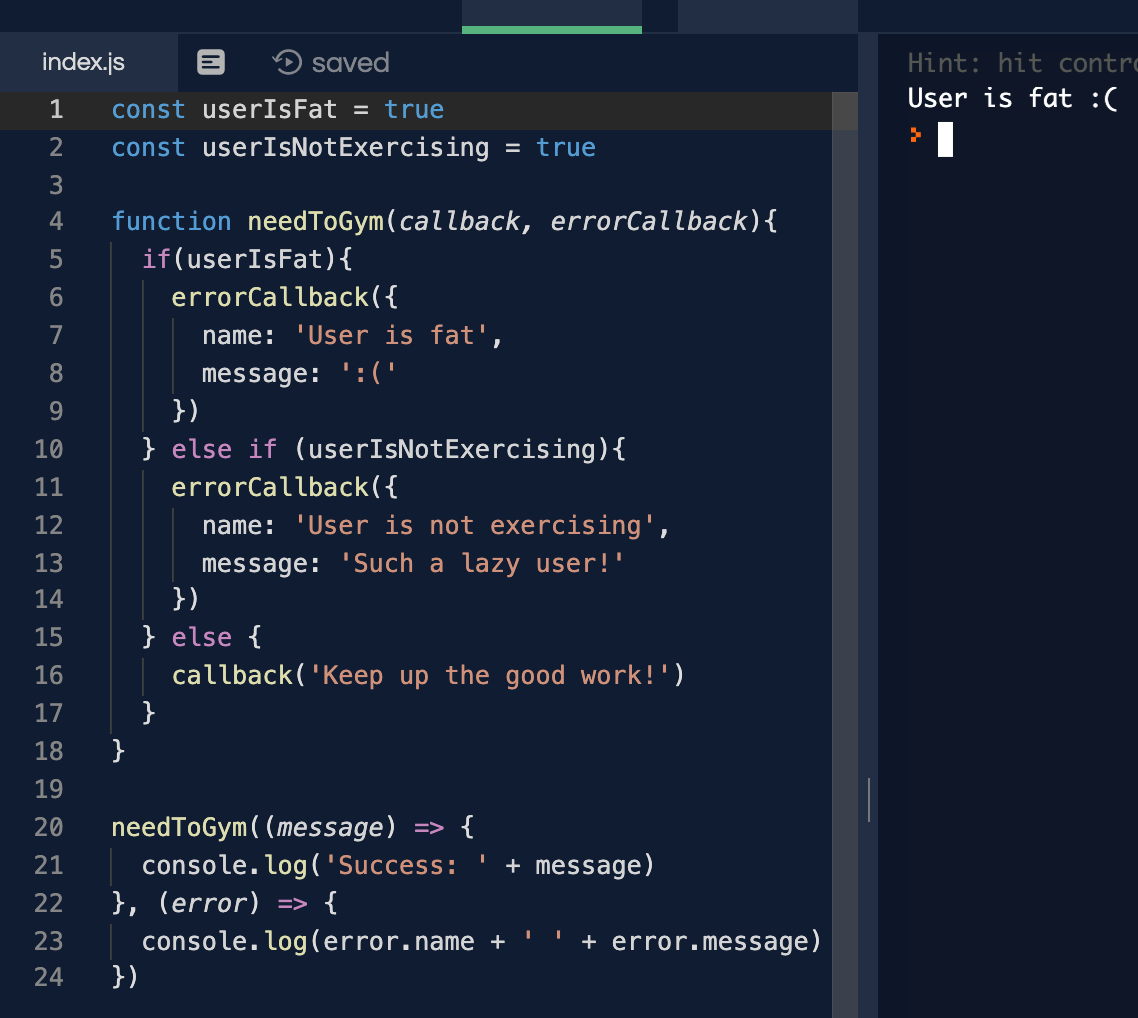 index.js
saved
1 const userIsFat = true
2 const userIsNotExercising = true
3
4 function needToGym(callback, errorCallback){
5   if(userIsFat){
6     errorCallback({
7       name: 'User is fat',
8       message: ':('
9     })
10   } else if (userIsNotExercising){
11     errorCallback({
12       name: 'User is not exercising',
13       message: 'Such a lazy user!'
14     })
15   } else {
16     callback('Keep up the good work!')
17   }
18 }
19
20 needToGym((message) => {
21   console.log('Success: ' + message)
22 }, (error) => {
23   console.log(error.name + ' ' + error.message)
24 })
Hint: hit contro
User is fat :(